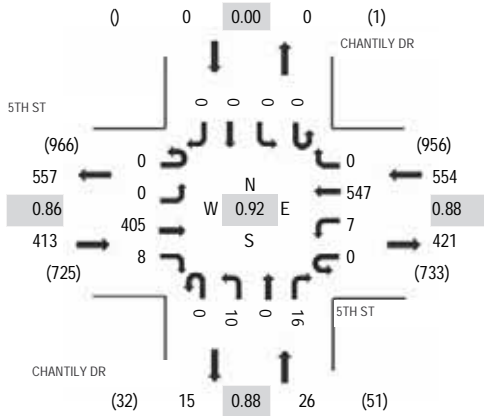 () 0 0.00 0 (1)
CHANTILY DR
5TH ST
0 0 0 0
(966) (956)
557 0 0 554
0 547
0.86 N 0.88
W 0.92 E
S
413 405 7 421
8 0
(725) (733)
0 10 0 16
5TH ST
CHANTILY DR
(32) 15 0.88 26 (51)